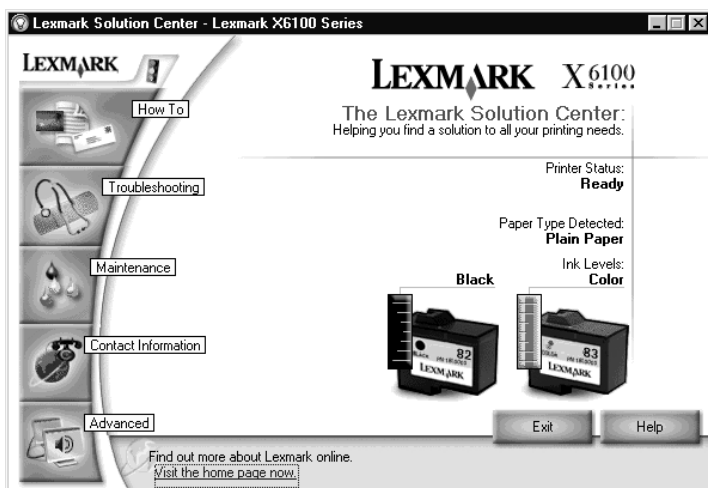 Lexmark Solution Center - Lexmark X6100 Series
LEXMARK
How To
Troubleshooting
Maintenance
Contact Information
Advanced
LEXMARK X6100 Series
The Lexmark Solution Center:
Helping you find a solution to all your printing needs.
Printer Status:
Ready
Paper Type Detected:
Plain Paper
Ink Levels:
Black
Color
82
BLACK
LEXMARK
83
COLOR
LEXMARK
Exit
Help
Find out more about Lexmark online.
Visit the home page now.